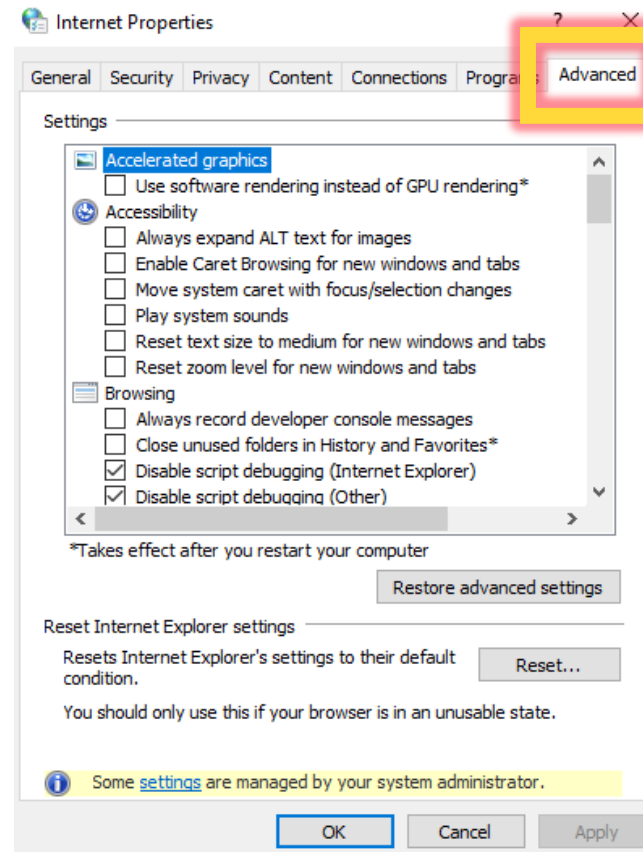 Internet Properties
?
General Security Privacy Content Connections Programs Advanced
Settings
Accelerated graphics
Use software rendering instead of GPU rendering*
Accessibility
Always expand ALT text for images
Enable Caret Browsing for new windows and tabs
Move system caret with focus/selection changes
Play system sounds
Reset text size to medium for new windows and tabs
Reset zoom level for new windows and tabs
Browsing
Always record developer console messages
Close unused folders in History and Favorites*
Disable script debugging (Internet Explorer)
Disable script debugging (Other)
*Takes effect after you restart your computer
Restore advanced settings
Reset Internet Explorer settings
Resets Internet Explorer's settings to their default
condition.
Reset...
You should only use this if your browser is in an unusable state.
Some settings are managed by your system administrator.
OK Cancel Apply